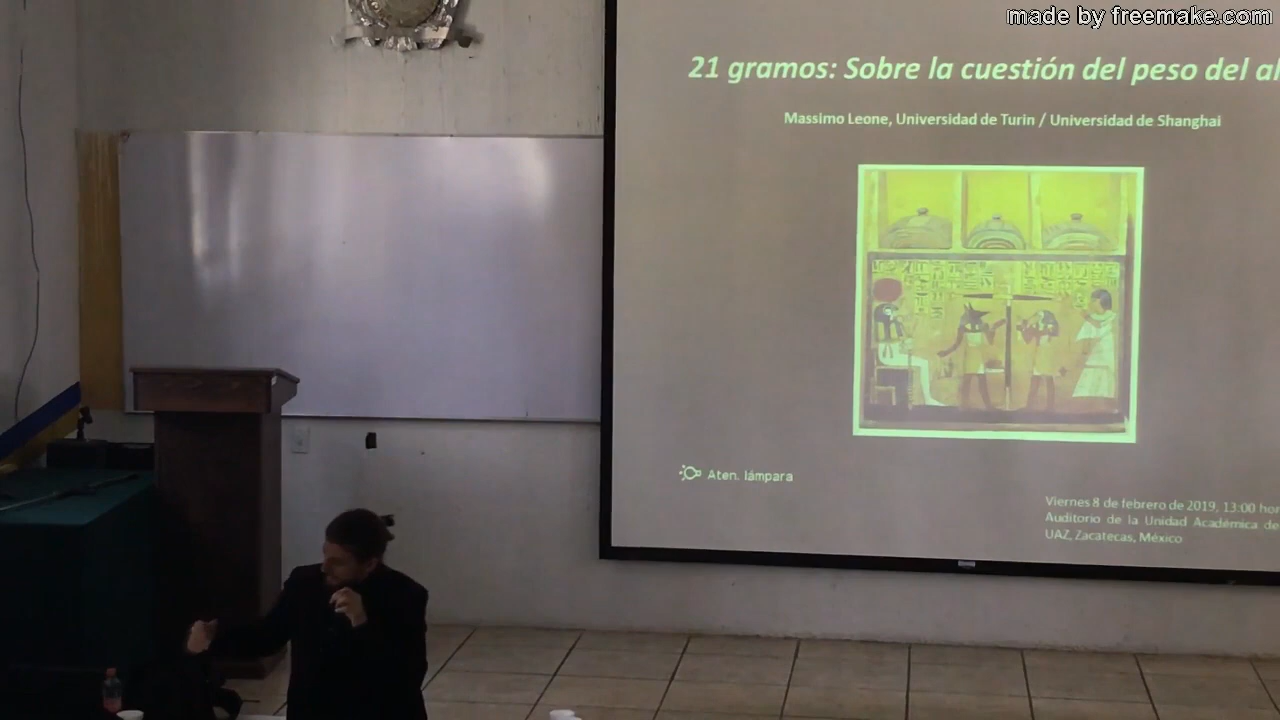 made by freemake.com
21 gramos: Sobre la cuestión del peso del al
Massimo Leone, Universidad de Turin / Universidad de Shanghai
Aten. lámpara
Viernes 8 de febrero de 2019, 13:00 hor
Auditorio de la Unidad Académica de
UAZ, Zacatecas, México